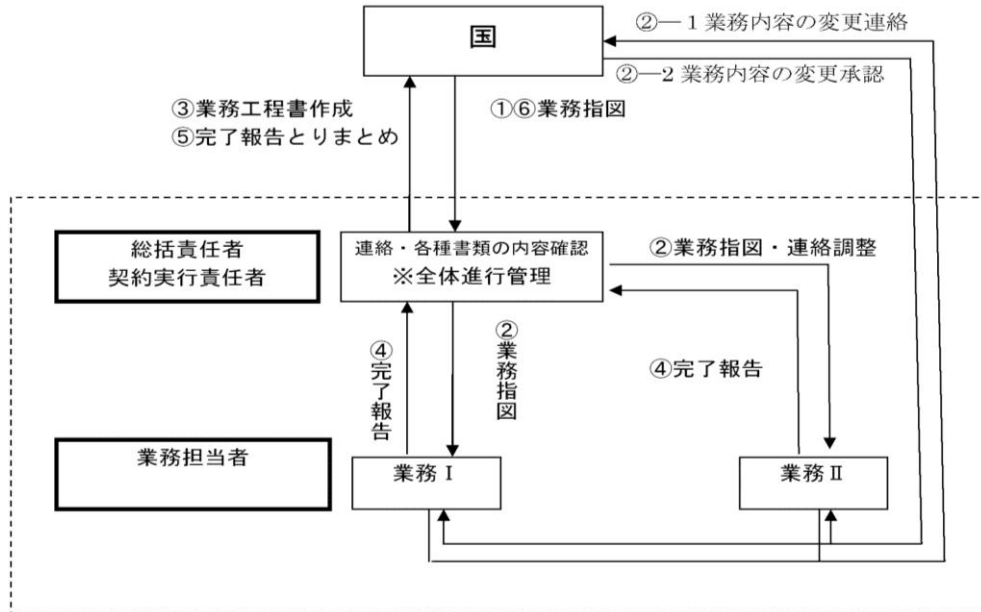 国
②―1 業務内容の変更連絡
②―2 業務内容の変更承認
③業務工程書作成
⑤完了報告とりまとめ
①⑥業務指図
総括責任者
契約実行責任者
連絡・各種書類の内容確認
※全体進行管理
②業務指図・連絡調整
④完了報告
②業務指図
④完了報告
業務担当者
業務Ⅰ
業務Ⅱ